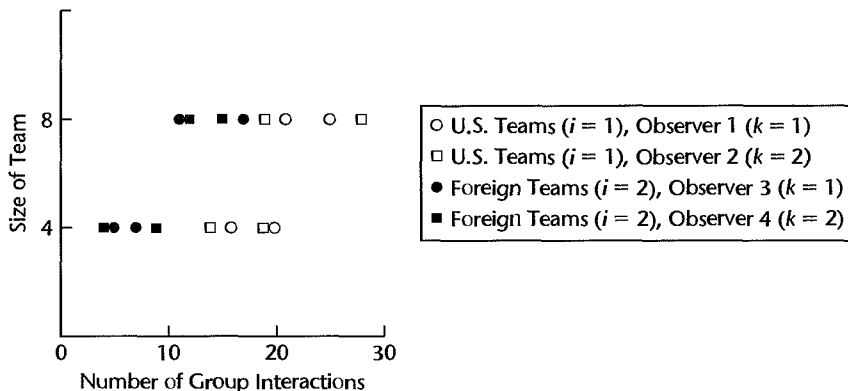 Size of Team
8
4
0
10
20
30
Number of Group Interactions
U.S. Teams (i = 1), Observer 1 (k = 1)
U.S. Teams (i = 1), Observer 2 (k = 2)
Foreign Teams (i = 2), Observer 3 (k = 1)
Foreign Teams (i = 2), Observer 4 (k = 2)